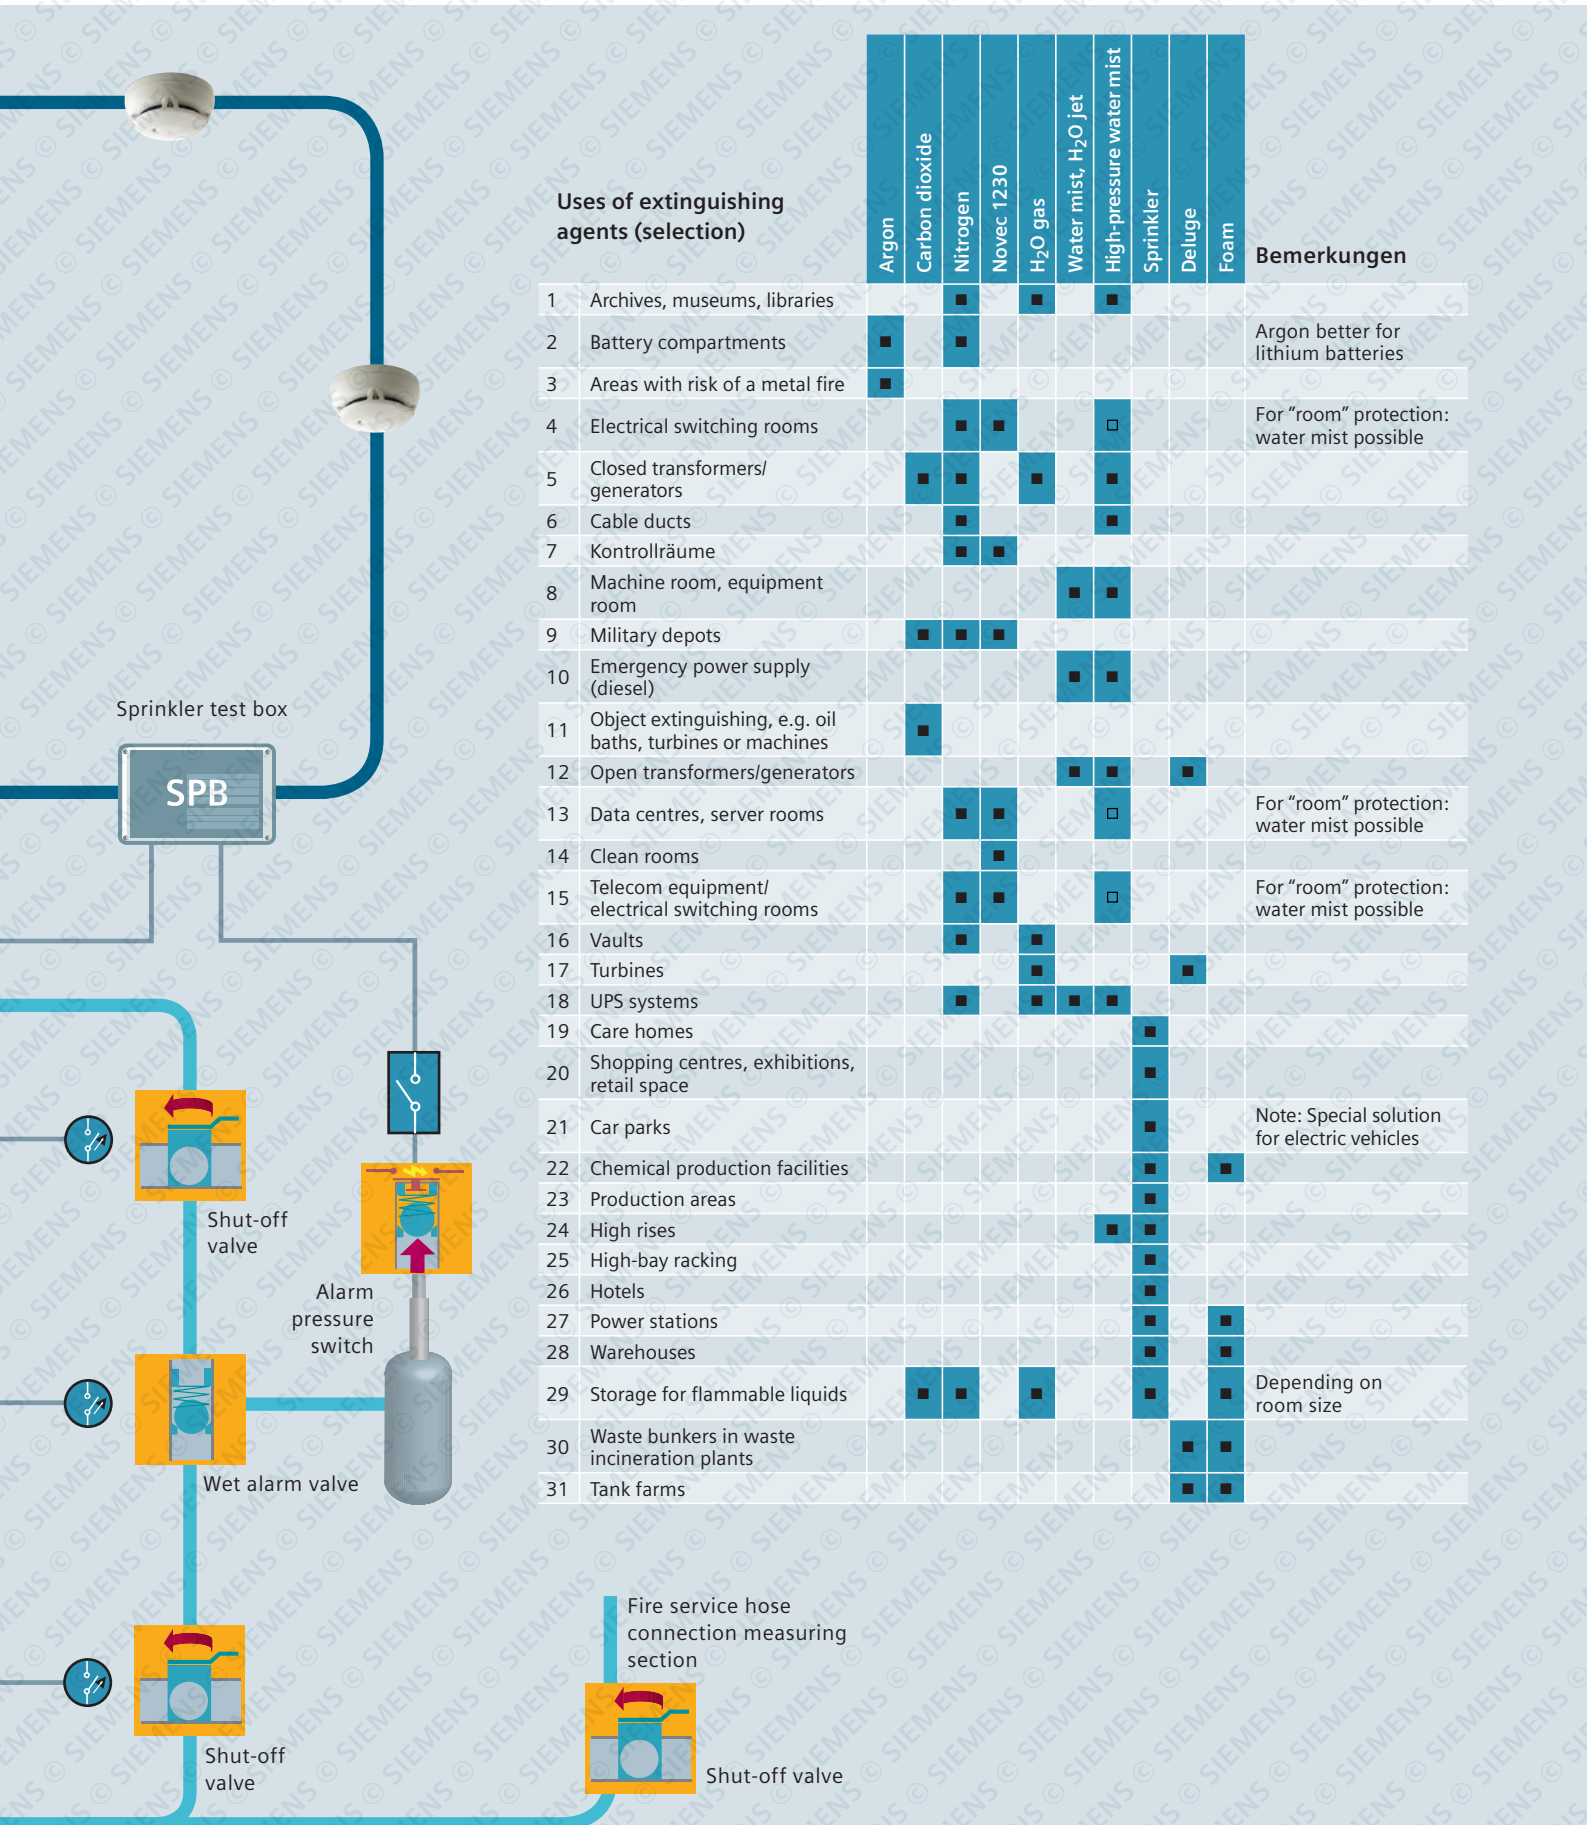 Uses of extinguishing
agents (selection)
Argon
Carbon dioxide
Nitrogen
Novec 1230
H₂O gas
Water mist, H₂O jet
High-pressure water mist
Sprinkler
Deluge
Foam
Bemerkungen
1 Archives, museums, libraries ■ ■ ■
2 Battery compartments ■ ■ Argon better for
lithium batteries
3 Areas with risk of a metal fire ■
4 Electrical switching rooms ■ ■ □ For “room” protection:
water mist possible
5 Closed transformers/
generators ■ ■ ■ ■
6 Cable ducts ■ ■
7 Kontrollräume ■ ■
8 Machine room, equipment
room ■ ■
9 Military depots ■ ■ ■
10 Emergency power supply
(diesel) ■ ■
11 Object extinguishing, e.g. oil
baths, turbines or machines ■
12 Open transformers/generators ■ ■ ■
13 Data centres, server rooms ■ ■ □ For “room” protection:
water mist possible
14 Clean rooms ■
15 Telecom equipment/
electrical switching rooms ■ ■ □ For “room” protection:
water mist possible
16 Vaults ■ ■
17 Turbines ■ ■
18 UPS systems ■ ■ ■ ■
19 Care homes ■
20 Shopping centres, exhibitions,
retail space ■
21 Car parks ■ Note: Special solution
for electric vehicles
22 Chemical production facilities ■ ■
23 Production areas ■
24 High rises ■ ■
25 High-bay racking ■
26 Hotels ■
27 Power stations ■ ■
28 Warehouses ■ ■
29 Storage for flammable liquids ■ ■ ■ ■ ■ Depending on
room size
30 Waste bunkers in waste
incineration plants ■ ■
31 Tank farms ■ ■
Sprinkler test box
SPB
Shut-off
valve
Alarm
pressure
switch
Wet alarm valve
Shut-off
valve
Fire service hose
connection measuring
section
Shut-off valve
© SIEMENS